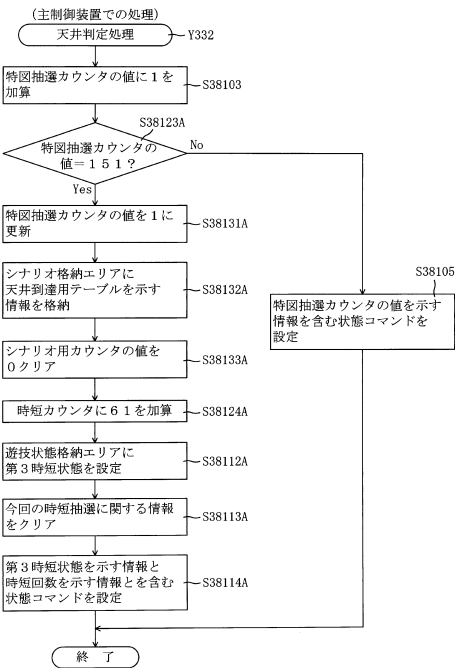 (主制御装置での処理)
天井判定処理
Y332
特図抽選カウンタの値に1を
加算
S38103
S38123A
特図抽選カウンタの
値=151?
No
Yes
特図抽選カウンタの値を1に
更新
S38131A
シナリオ格納エリアに
天井到達用テーブルを示す
情報を格納
S38132A
S38105
特図抽選カウンタの値を示す
情報を含む状態コマンドを
設定
シナリオ用カウンタの値を
0クリア
S38133A
時短カウンタに61を加算
S38124A
遊技状態格納エリアに
第3時短状態を設定
S38112A
今回の時短抽選に関する情報
をクリア
S38113A
第3時短状態を示す情報と
時短回数を示す情報とを含む
状態コマンドを設定
S38114A
終 了